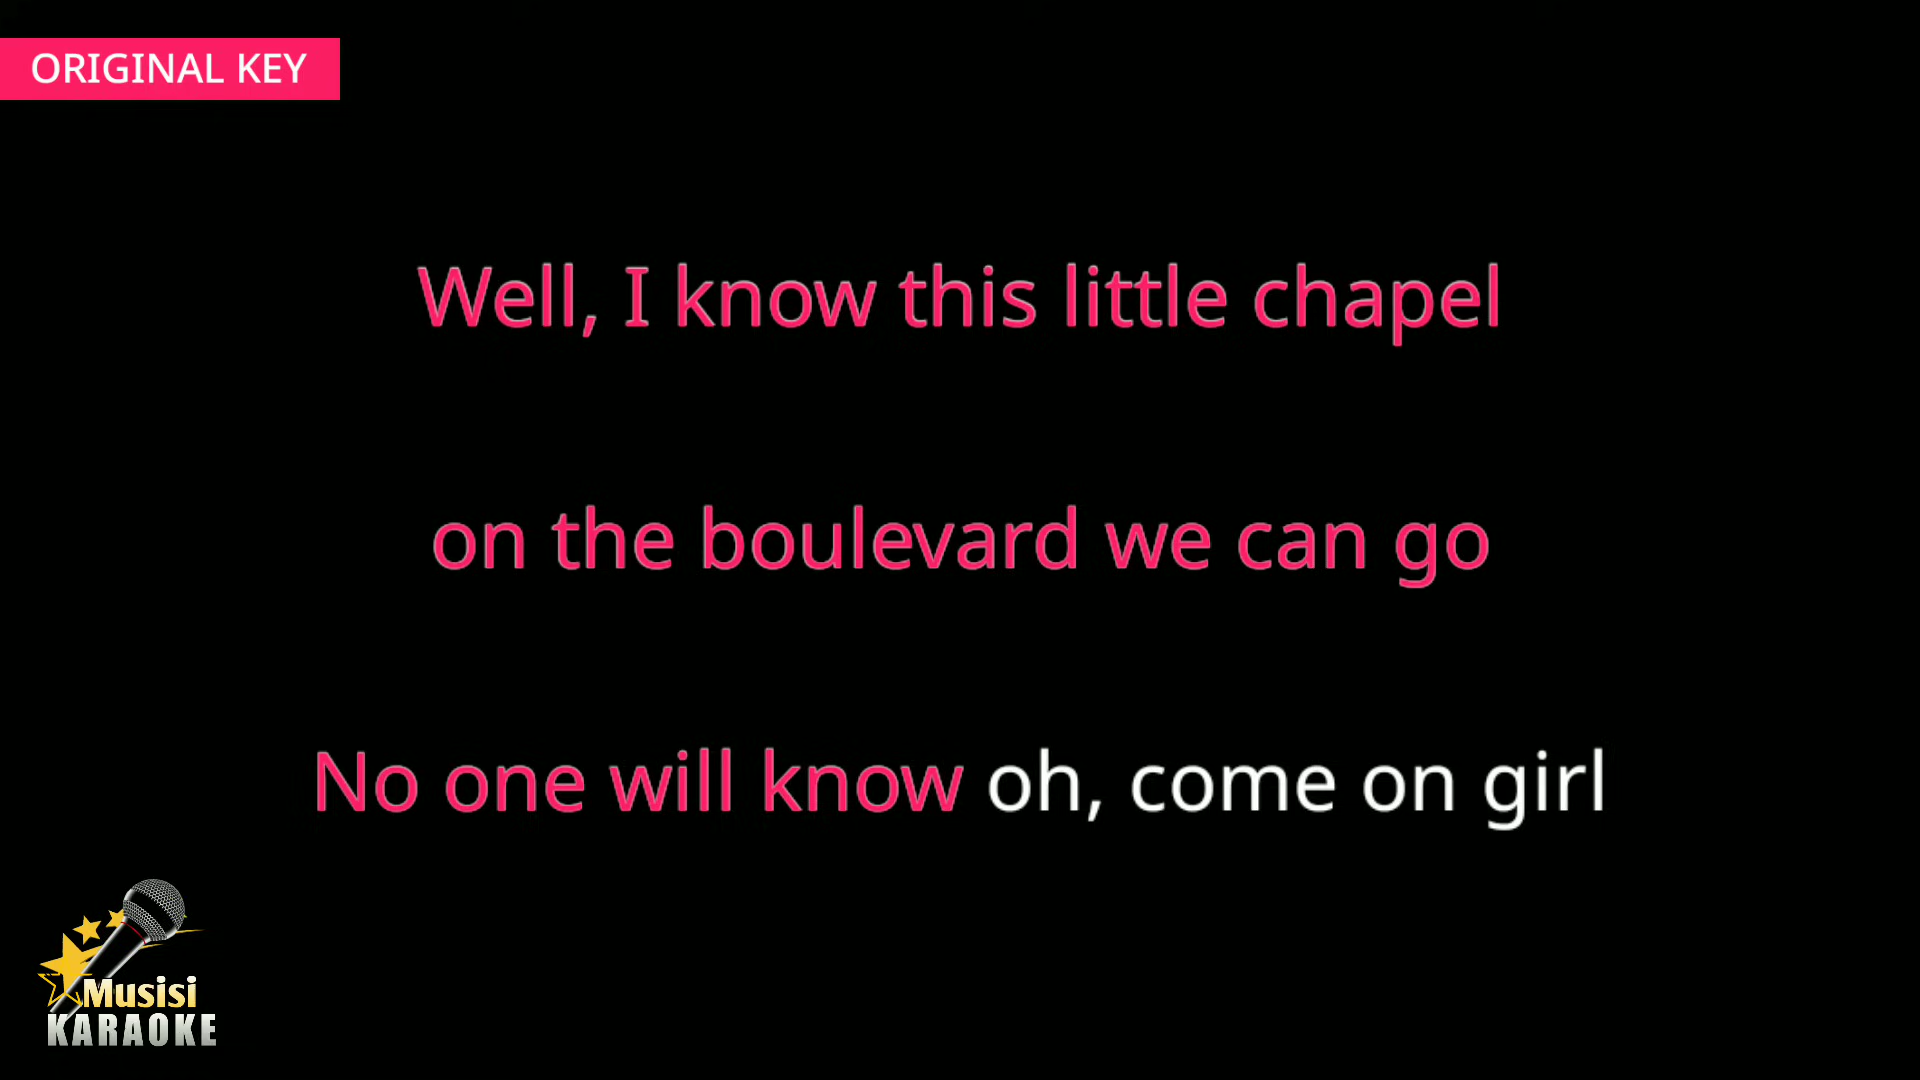 ORIGINAL KEY
Well, I know this little chapel
on the boulevard we can go
No one will know oh, come on girl
Musisi
KARAOKE